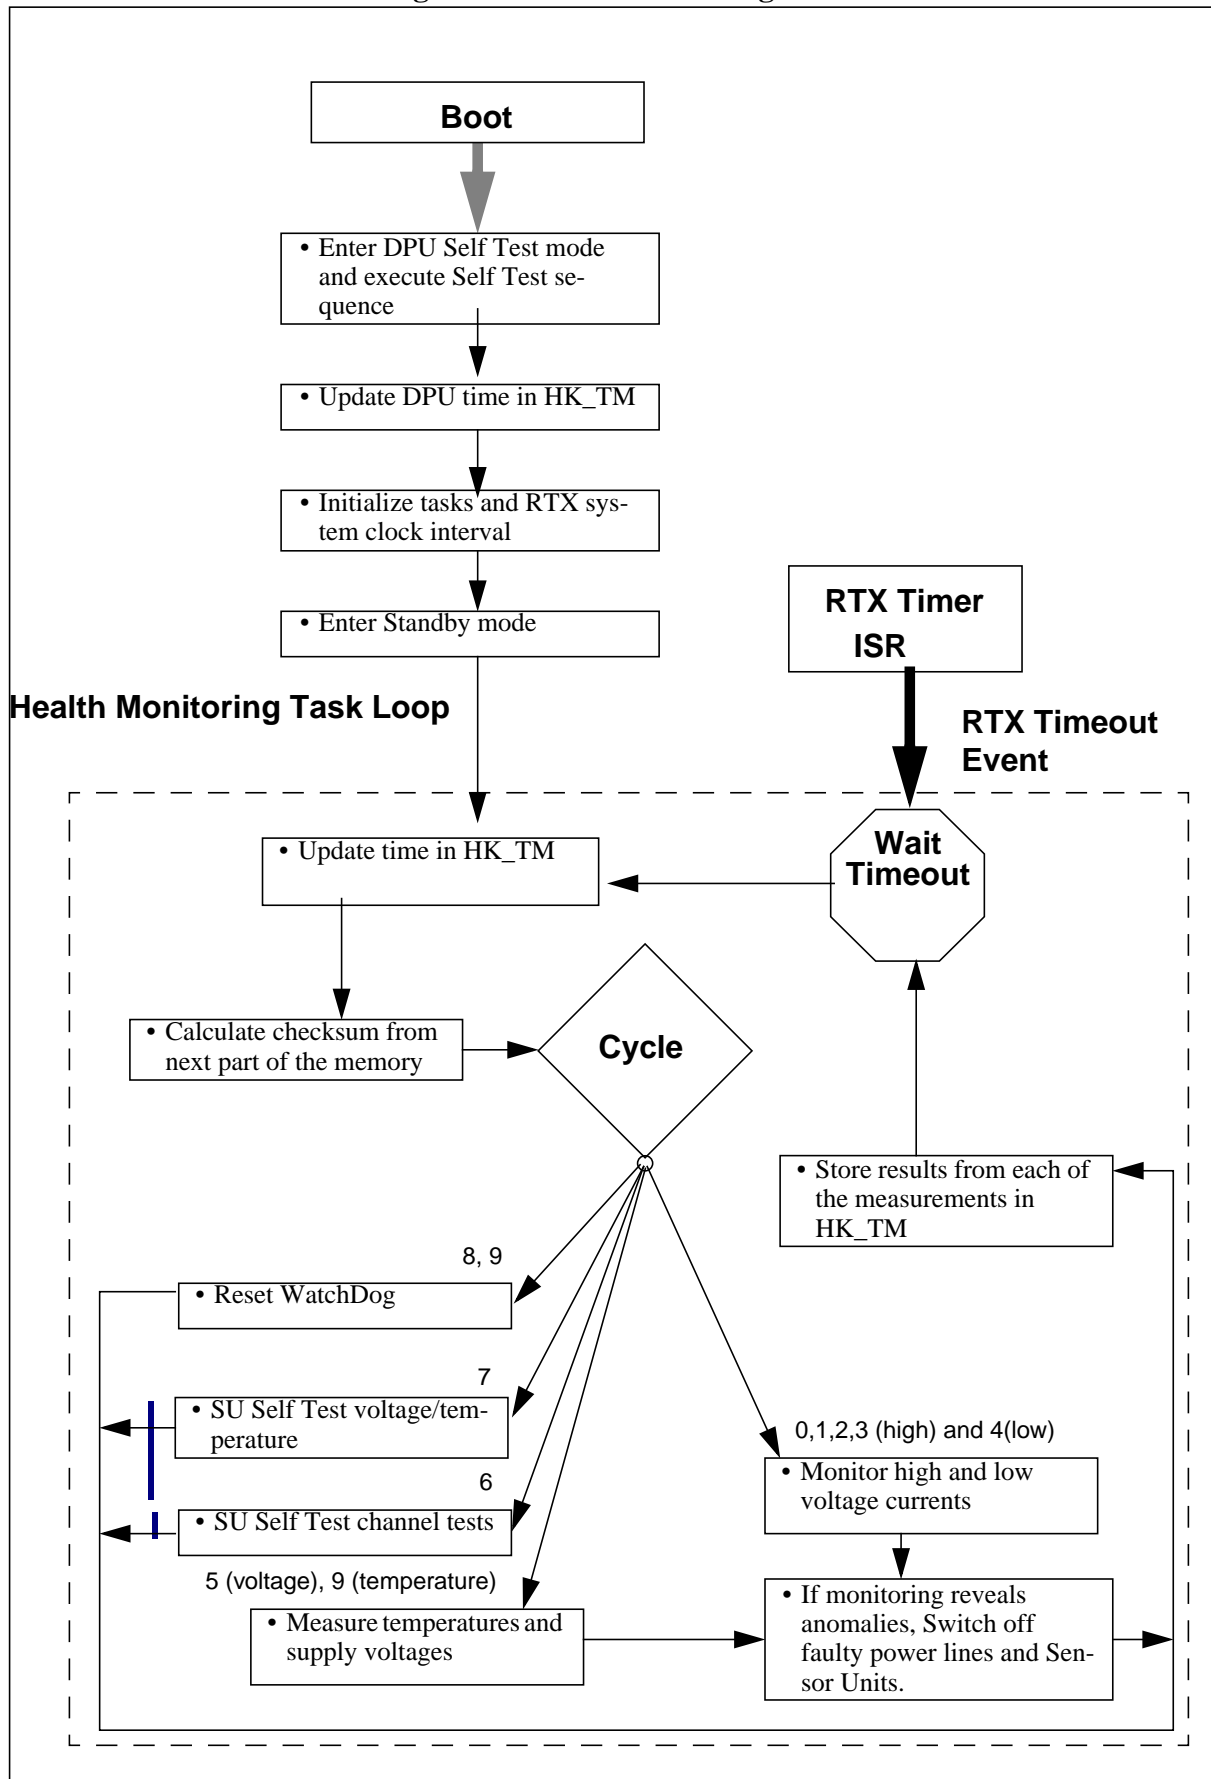 Boot
• Enter DPU Self Test mode
and execute Self Test se-
quence
• Update DPU time in HK_TM
• Initialize tasks and RTX sys-
tem clock interval
• Enter Standby mode
RTX Timer
ISR
Health Monitoring Task Loop
RTX Timeout
Event
Wait
Timeout
• Update time in HK_TM
• Calculate checksum from
next part of the memory
Cycle
• Store results from each of
the measurements in
HK_TM
8, 9
• Reset WatchDog
7
• SU Self Test voltage/tem-
perature
0,1,2,3 (high) and 4(low)
• Monitor high and low
voltage currents
6
• SU Self Test channel tests
5 (voltage), 9 (temperature)
• Measure temperatures and
supply voltages
• If monitoring reveals
anomalies, Switch off
faulty power lines and Sen-
sor Units.